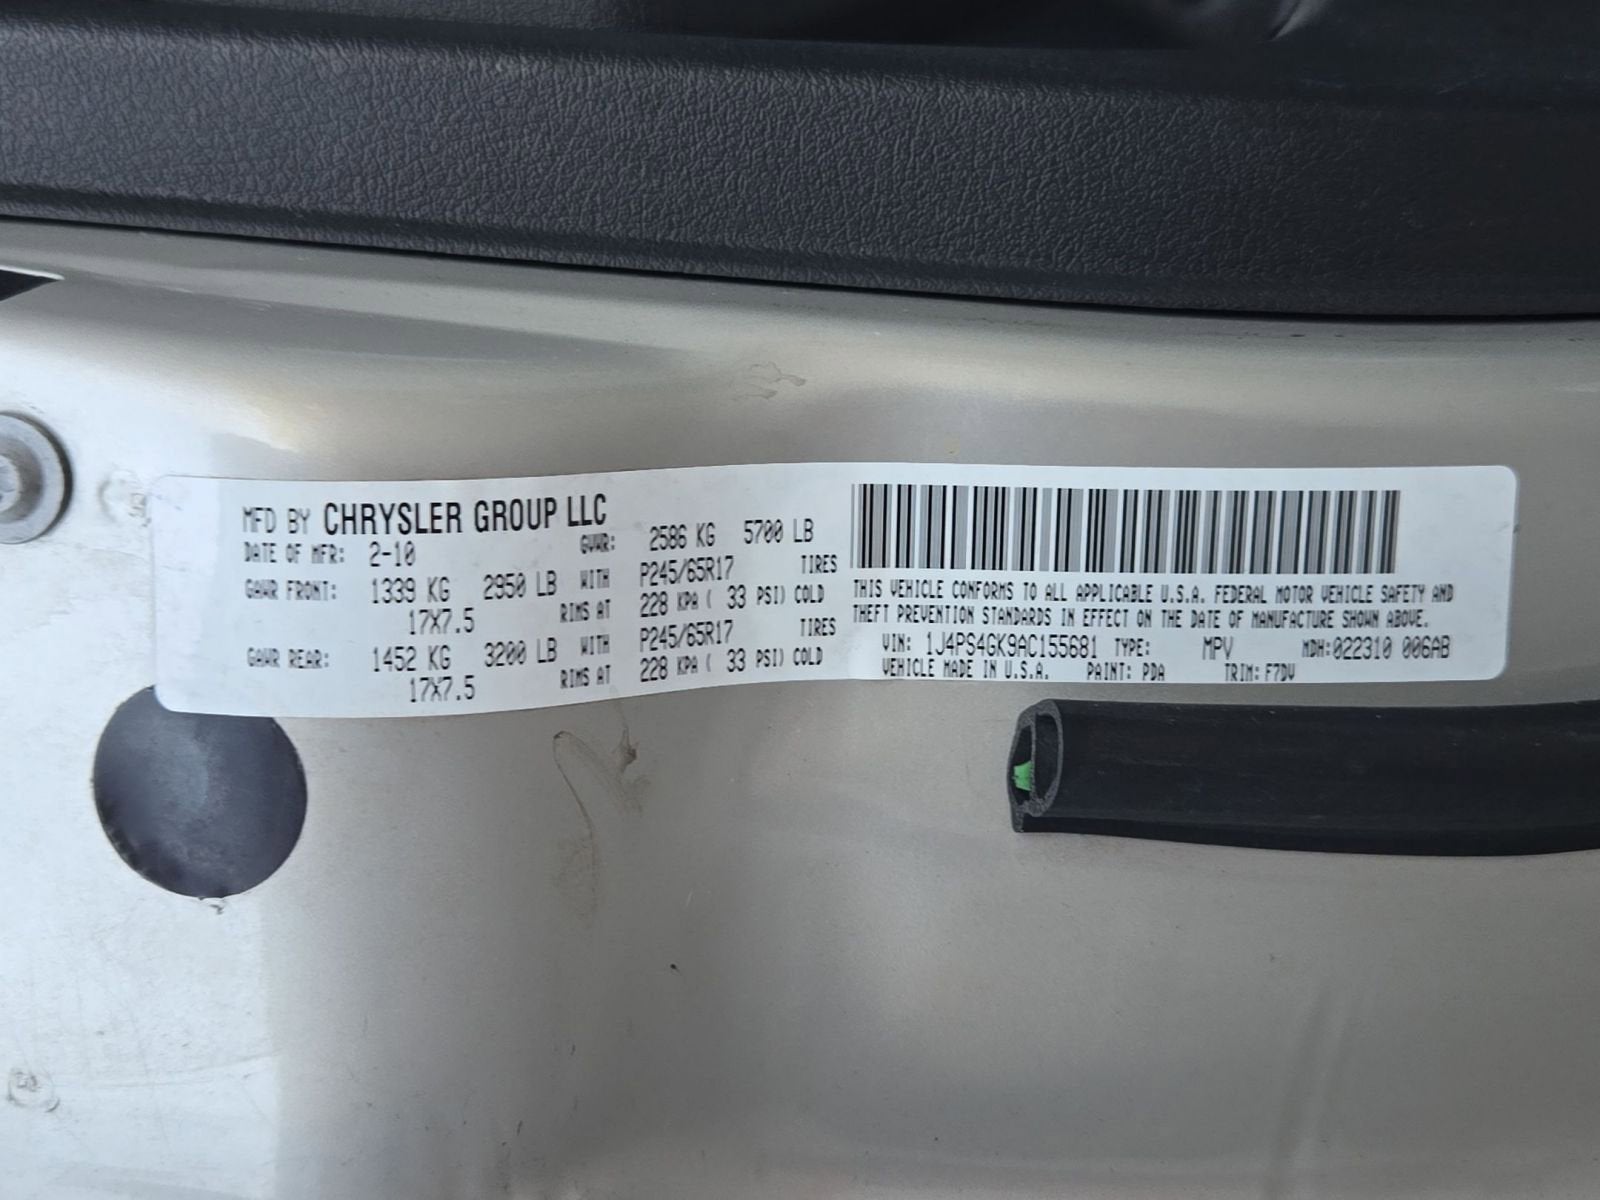 MFD BY CHRYSLER GROUP LLC
DATE OF MFR: 2-10 GVWR: 2586 KG 5700 LB
GAWR FRONT: 1339 KG 2950 LB WITH P245/65R17 TIRES
17X7.5 RIMS AT 228 KPA ( 33 PSI) COLD
GAWR REAR: 1452 KG 3200 LB WITH P245/65R17 TIRES
17X7.5 RIMS AT 228 KPA ( 33 PSI) COLD
THIS VEHICLE CONFORMS TO ALL APPLICABLE U.S.A. FEDERAL MOTOR VEHICLE SAFETY AND
THEFT PREVENTION STANDARDS IN EFFECT ON THE DATE OF MANUFACTURE SHOWN ABOVE.
VIN: 1J4PS4GK9AC155681 TYPE: MPV MDH:022310 006AB
VEHICLE MADE IN U.S.A. PAINT: PDA TRIM: F7DV